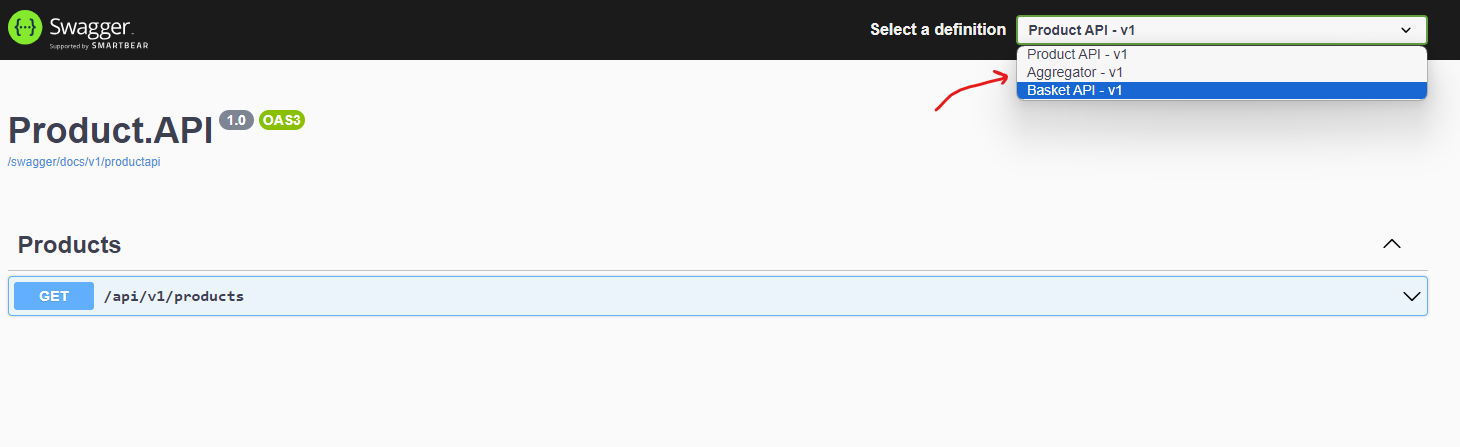 Swagger.
Supported by SMARTBEAR
Select a definition
Product API - v1
Product API - v1
Aggregator - v1
Basket API - v1
Product.API 1.0 OAS3
/swagger/docs/v1/productapi
Products
GET /api/v1/products